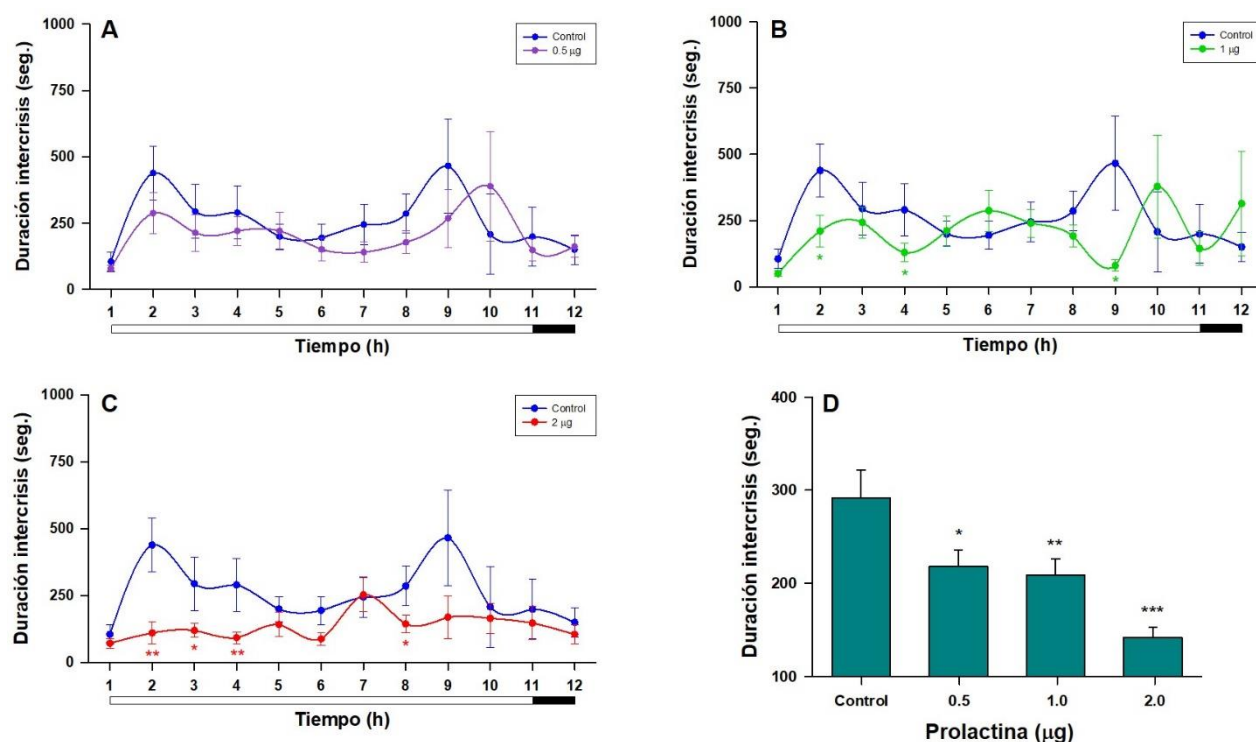 A
Control
0.5 µg
Duración intercrisis (seg.)
1000
750
500
250
0
1 2 3 4 5 6 7 8 9 10 11 12
Tiempo (h)
B
Control
1 µg
Duración intercrisis (seg.)
1000
750
500
250
0
* * *
1 2 3 4 5 6 7 8 9 10 11 12
Tiempo (h)
C
Control
2 µg
Duración intercrisis (seg.)
1000
750
500
250
0
** * ** *
1 2 3 4 5 6 7 8 9 10 11 12
Tiempo (h)
D
Duración intercrisis (seg.)
400
300
200
100
* ** ***
Control 0.5 1.0 2.0
Prolactina (µg)